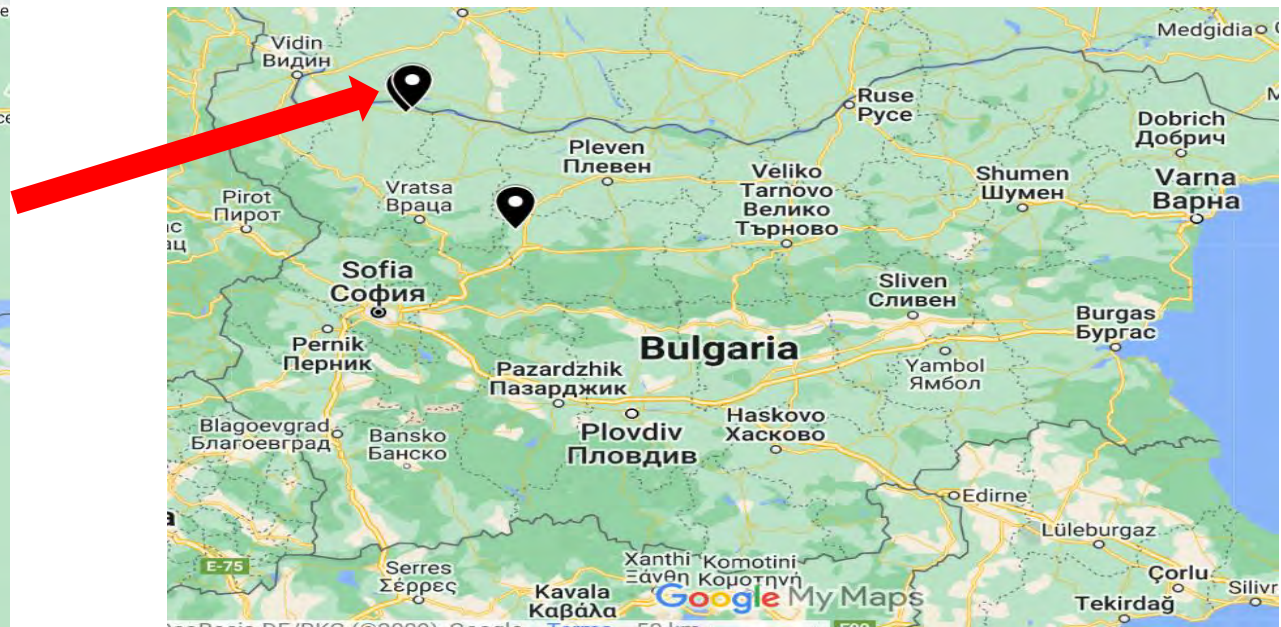 Medgidia
Vidin
Видин
Ruse
Русе
Dobrich
Добрич
Pleven
Плевен
Veliko
Tarnovo
Велико
Търново
Shumen
Шумен
Varna
Варна
Vratsa
Враца
Pirot
Пирот
Sofia
София
Sliven
Сливен
Burgas
Бургас
Pernik
Перник
Bulgaria
Yambol
Ямбол
Pazardzhik
Пазарджик
Haskovo
Хасково
Plovdiv
Пловдив
Blagoevgrad
Благоевград
Bansko
Банско
Edirne
Lüleburgaz
E-75
Serres
Σέρρες
Xanthi
Ξάνθη
Komotini
Κομοτηνή
Çorlu
Kavala
Καβάλα
Google My Maps
Tekirdağ
Silivr